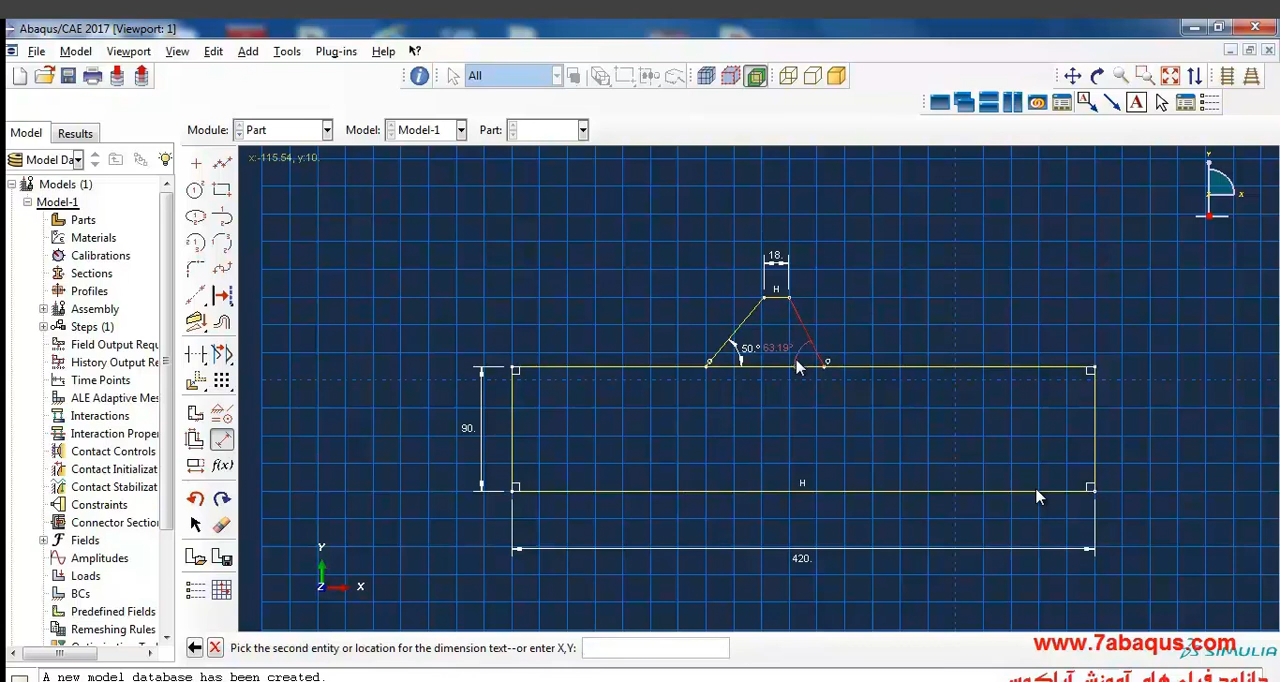 Abaqus/CAE 2017 [Viewport: 1]
File Model Viewport View Edit Add Tools Plug-ins Help
All
Model Results
Module: Part Model: Model-1 Part:
Model Da
x:-115.54, y:10.
Models (1)
Model-1
Parts
Materials
Calibrations
Sections
Profiles
Assembly
Steps (1)
Field Output Requ
History Output Re
Time Points
ALE Adaptive Mes
Interactions
Interaction Proper
Contact Controls
Contact Initializat
Contact Stabilizat
Constraints
Connector Section
Fields
Amplitudes
Loads
BCs
Predefined Fields
Remeshing Rules
f(x)
18.
H
50.° 63.19°
90.
H
420.
Y
X
Z X
Y
Pick the second entity or location for the dimension text--or enter X,Y:
www.7abaqus.com
SIMULIA
A new model database has been created.